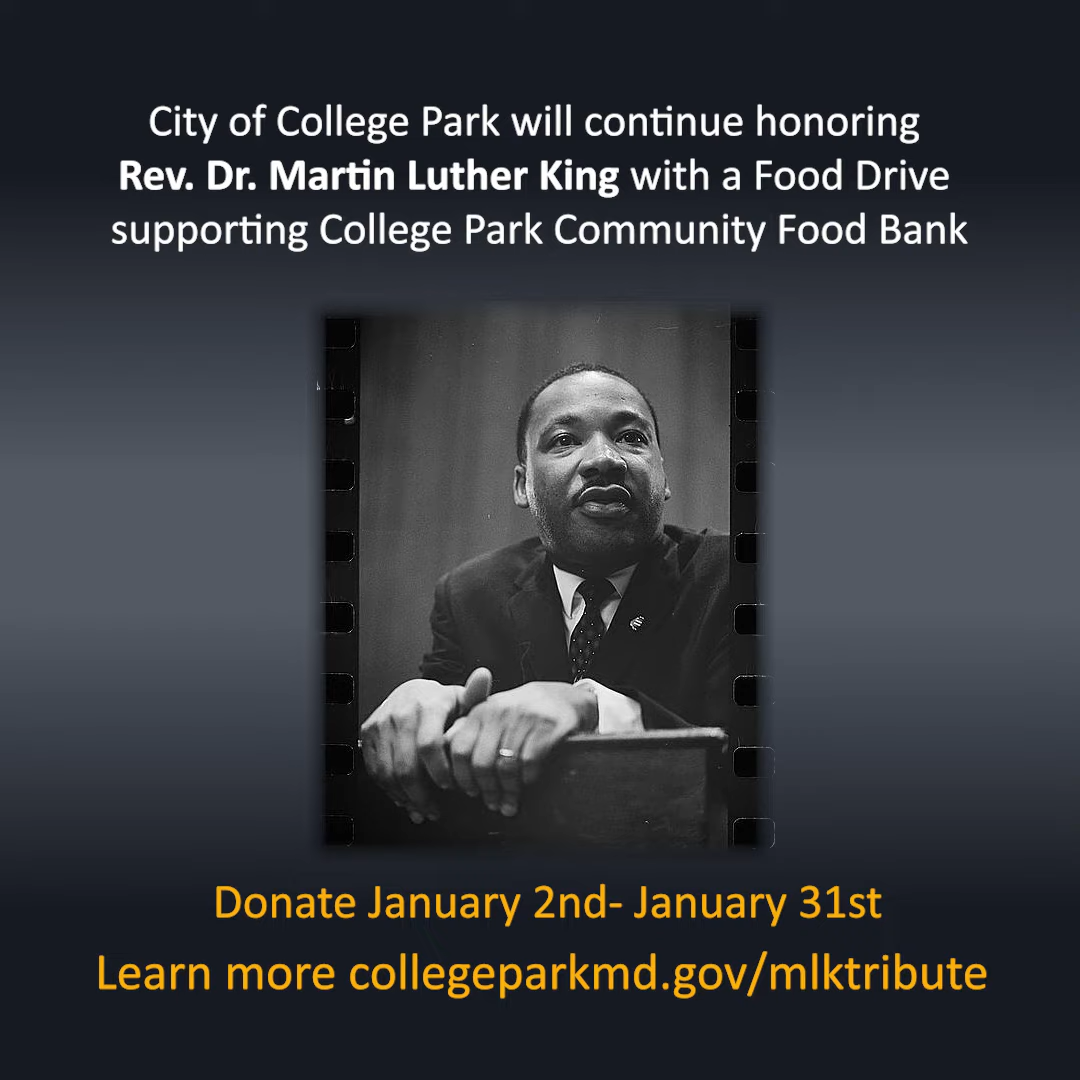 City of College Park will continue honoring
Rev. Dr. Martin Luther King with a Food Drive
supporting College Park Community Food Bank
Donate January 2nd- January 31st
Learn more collegeparkmd.gov/mlktribute